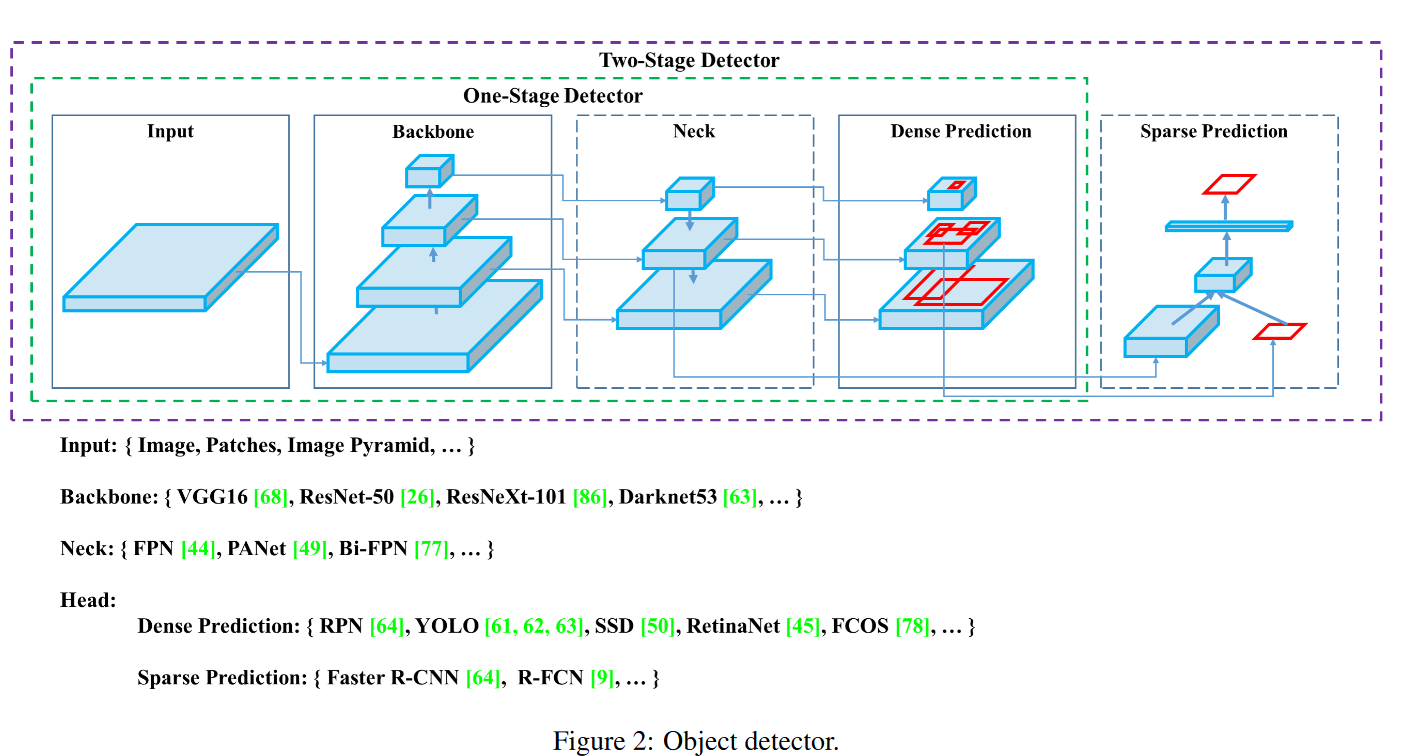 Two-Stage Detector
One-Stage Detector
Input
Backbone
Neck
Dense Prediction
Sparse Prediction
Input: { Image, Patches, Image Pyramid, … }
Backbone: { VGG16 [68], ResNet-50 [26], ResNeXt-101 [86], Darknet53 [63], … }
Neck: { FPN [44], PANet [49], Bi-FPN [77], … }
Head:
Dense Prediction: { RPN [64], YOLO [61, 62, 63], SSD [50], RetinaNet [45], FCOS [78], … }
Sparse Prediction: { Faster R-CNN [64], R-FCN [9], … }
Figure 2: Object detector.